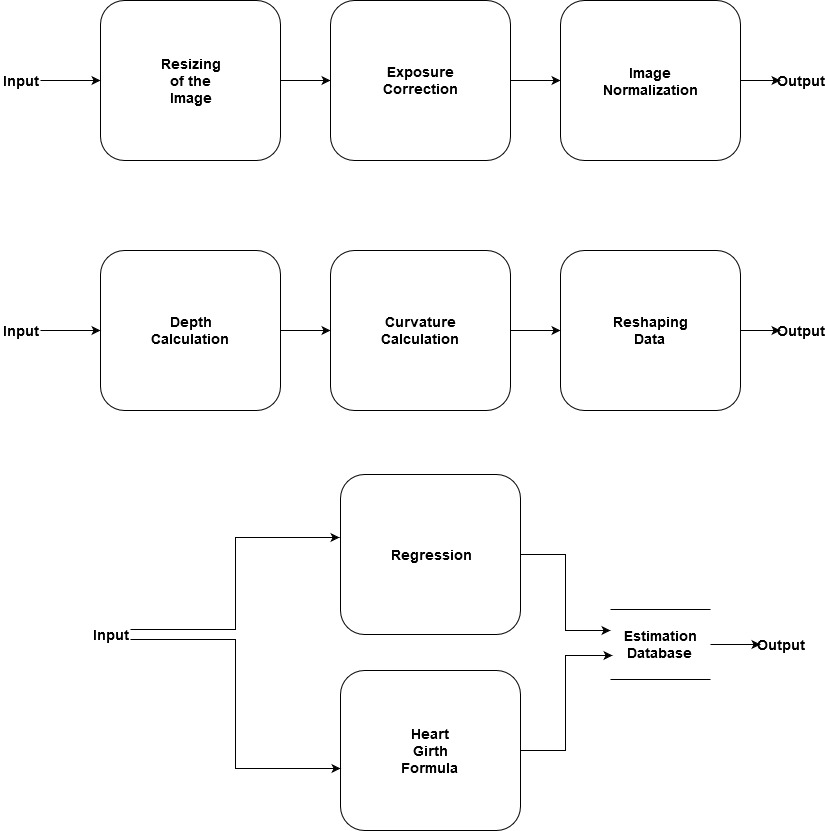 Input
Resizing
of the
Image
Exposure
Correction
Image
Normalization
Output
Input
Depth
Calculation
Curvature
Calculation
Reshaping
Data
Output
Regression
Input
Estimation
Database
Output
Heart
Girth
Formula